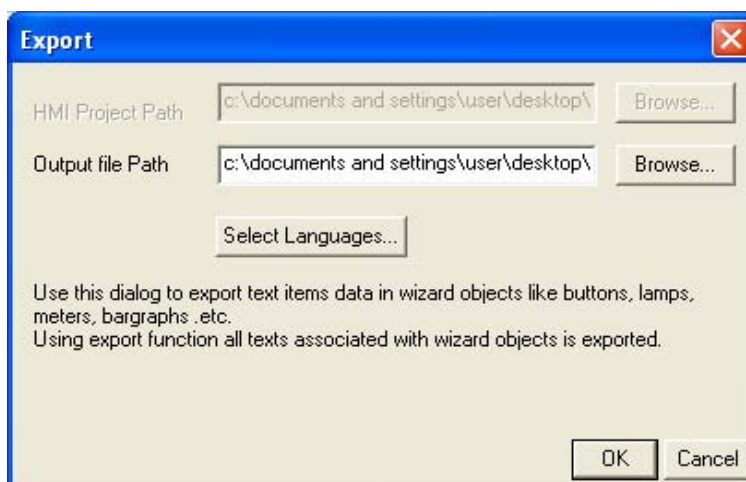 Export
HMI Project Path c:\documents and settings\user\desktop\ Browse...
Output file Path c:\documents and settings\user\desktop\ Browse...
Select Languages...
Use this dialog to export text items data in wizard objects like buttons, lamps,
meters, bargraphs .etc.
Using export function all texts associated with wizard objects is exported.
OK Cancel